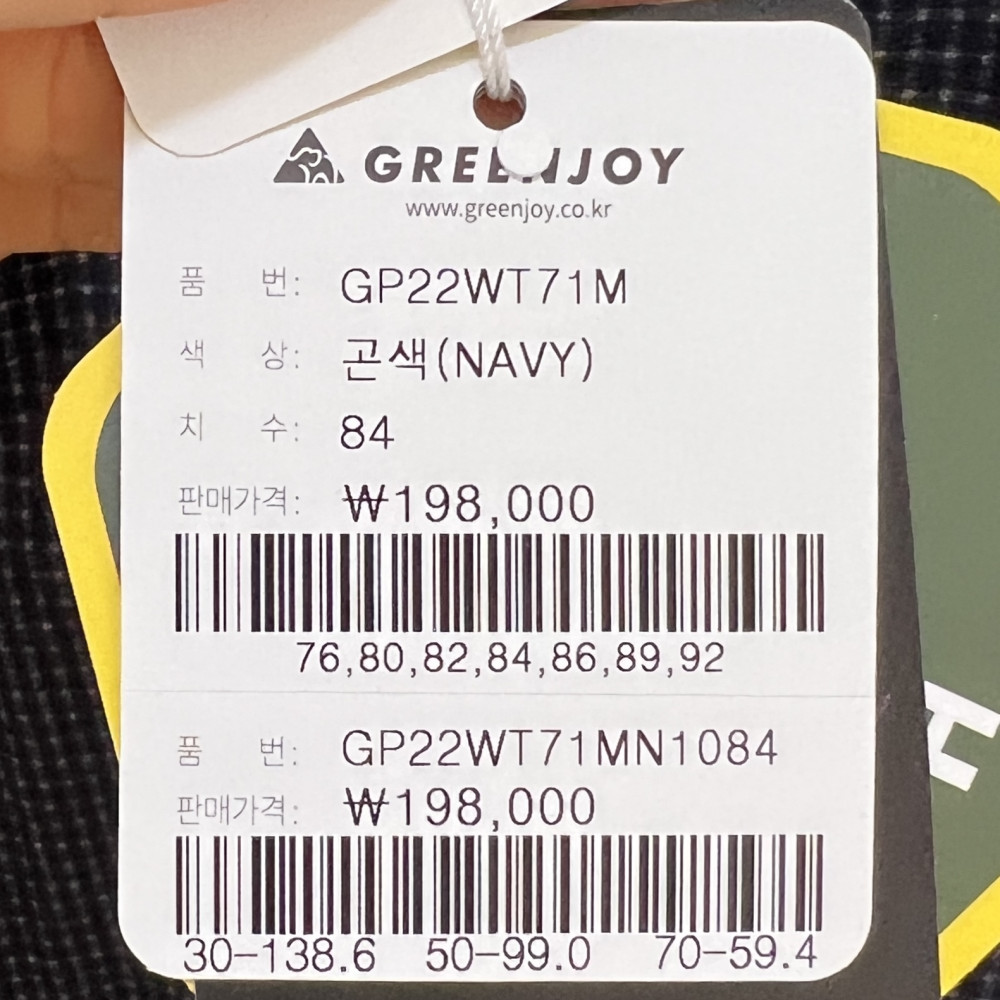 GREENJOY
www.greenjoy.co.kr
품 번: GP22WT71M
색 상: 곤색(NAVY)
치 수: 84
판매가격: ₩198,000
76,80,82,84,86,89,92
품 번: GP22WT71MN1084
판매가격: ₩198,000
30-138.6 50-99.0 70-59.4